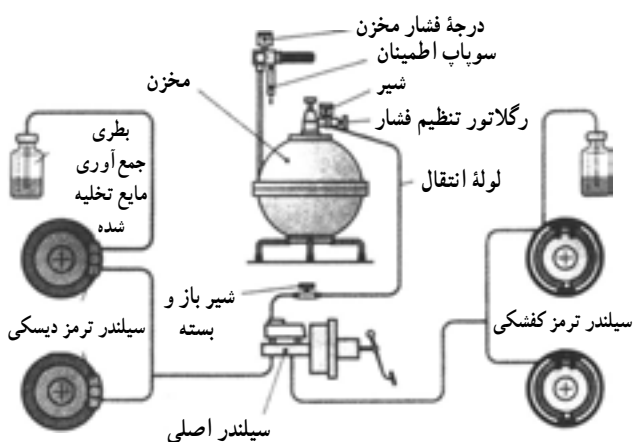 درجهٔ فشار مخزن
سوپاپ اطمینان
مخزن
شیر
رگلاتور تنظیم فشار
لولهٔ انتقال
بطری
جمع‌آوری
مایع تخلیه
شده
شیر باز و
بسته
سیلندر ترمز دیسکی
سیلندر ترمز کفشکی
سیلندر اصلی